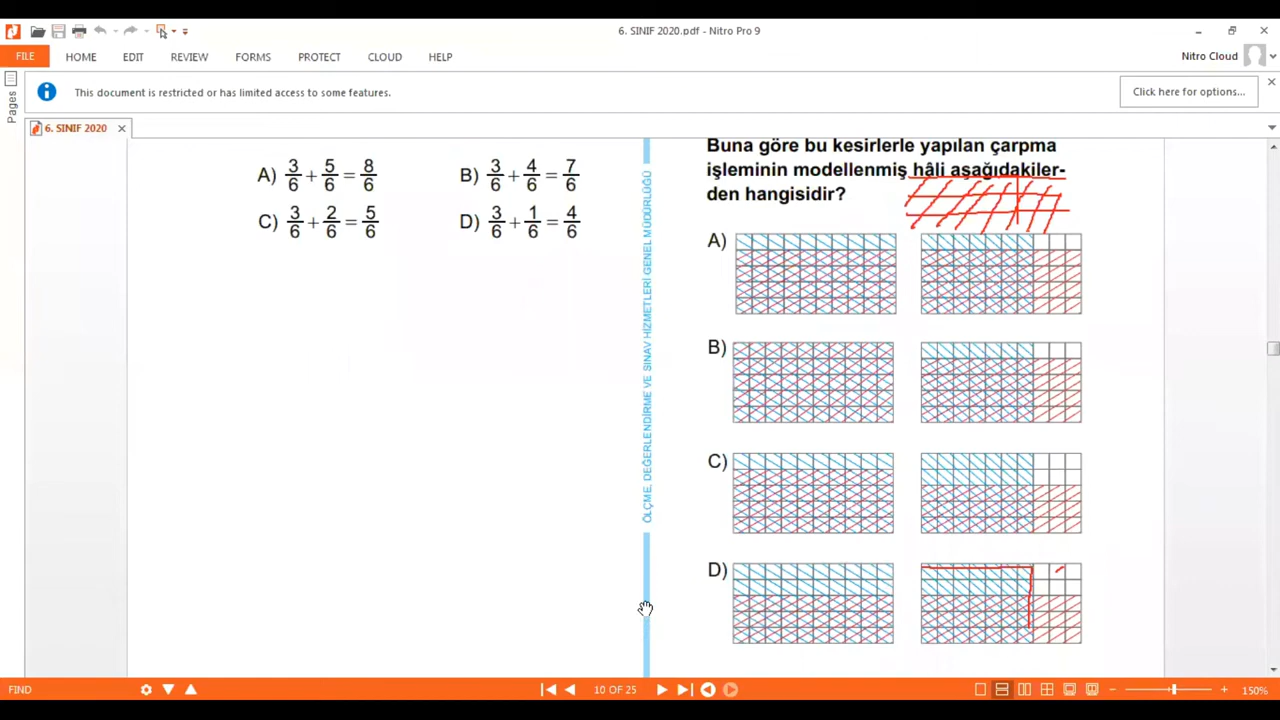 6. SINIF 2020.pdf - Nitro Pro 9
FILE HOME EDIT REVIEW FORMS PROTECT CLOUD HELP
Nitro Cloud
This document is restricted or has limited access to some features.
Click here for options...
Pages
6. SINIF 2020
A) 3/6 + 5/6 = 8/6
B) 3/6 + 4/6 = 7/6
C) 3/6 + 2/6 = 5/6
D) 3/6 + 1/6 = 4/6
ÖLÇME, DEĞERLENDİRME VE SINAV HİZMETLERİ GENEL MÜDÜRLÜĞÜ
Buna göre bu kesirlerle yapılan çarpma
işleminin modellenmiş hâli aşağıdakiler-
den hangisidir?
A)
B)
C)
D)
FIND
10 OF 25
150%